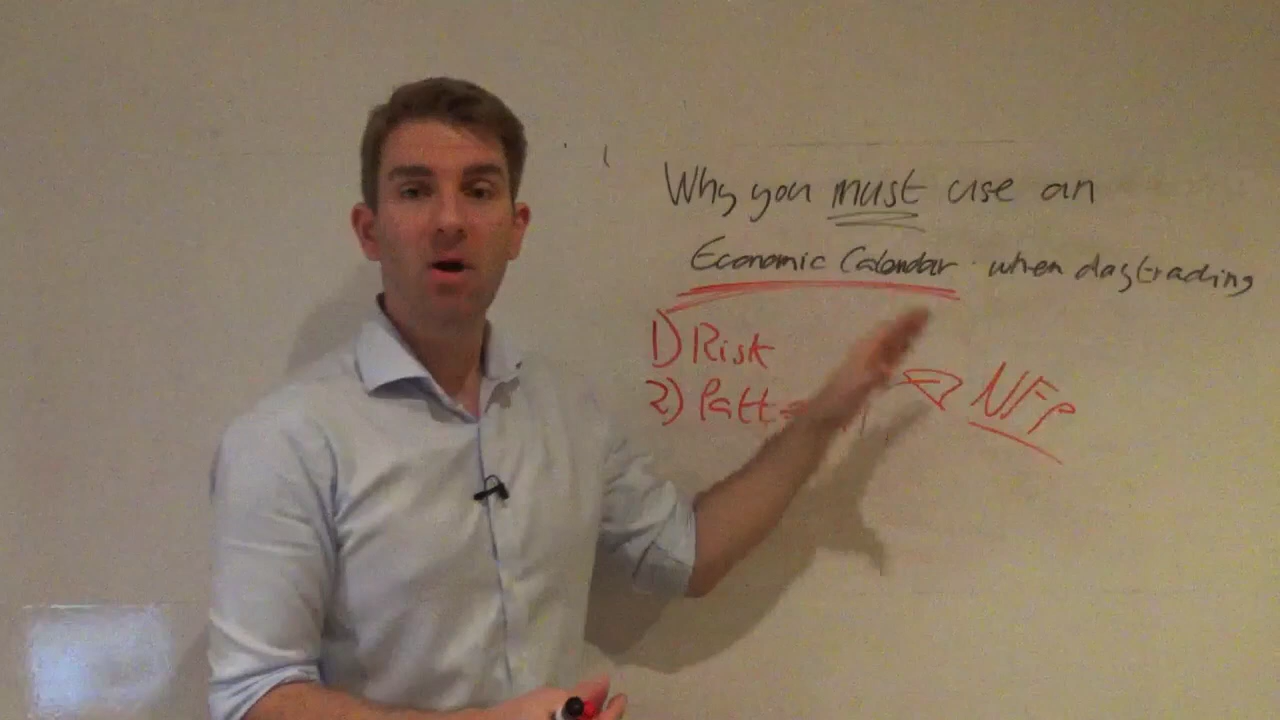 Why you must use an
Economic Calendar when daytrading
1) Risk
2) Patt
NFP